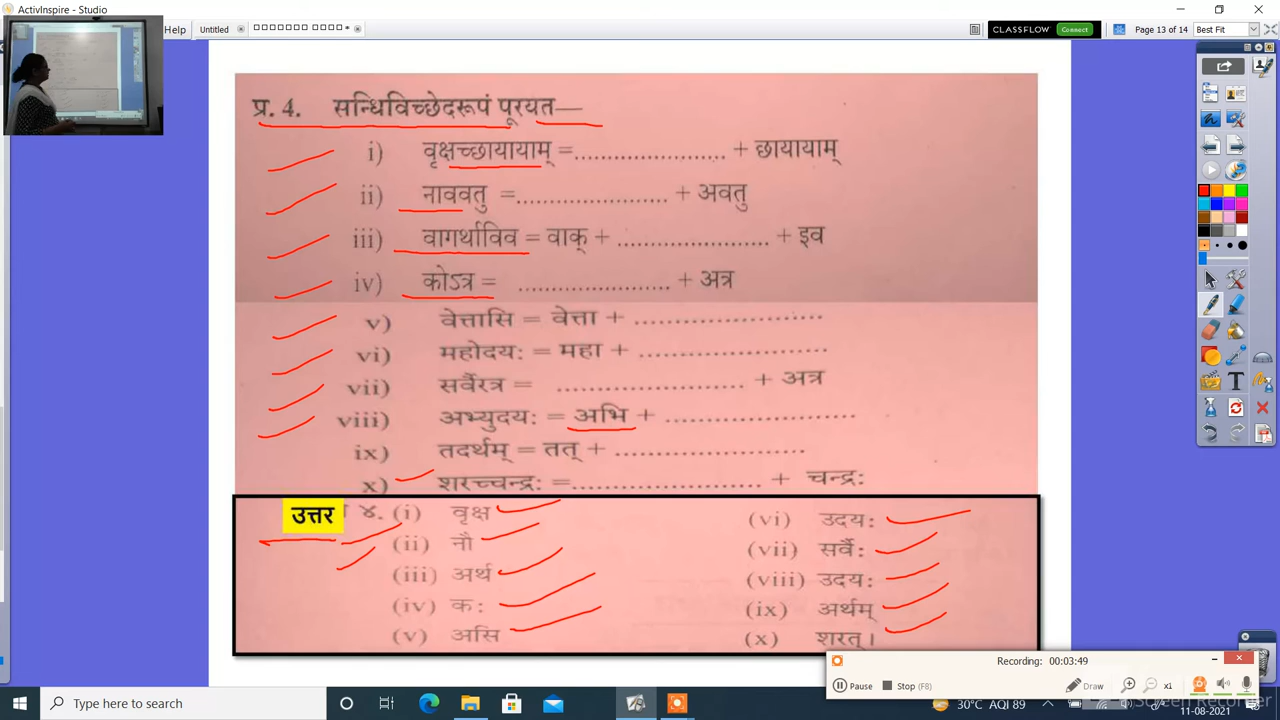 ActivInspire - Studio
Help Untitled
CLASSFLOW Connect Page 13 of 14 Best Fit
प्र. 4. सन्धिविच्छेदरूपं पूरयत—
i) वृक्षच्छायायाम् =........................ + छायायाम्
ii) नाववतु =........................ + अवतु
iii) वागर्थाविव = वाक् + ........................ + इव
iv) कोऽत्र = ........................ + अत्र
v) वेत्तासि = वेत्ता + ........................
vi) महोदय: = महा + ........................
vii) सर्वैरत्र = ........................ + अत्र
viii) अभ्युदय: = अभि + ........................
ix) तदर्थम् = तत् + ........................
x) शरच्चन्द्र: =........................ + चन्द्र:
उत्तर ४. (i) वृक्ष
(ii) नौ
(iii) अर्थ
(iv) क:
(v) असि
(vi) उदय:
(vii) सर्वै:
(viii) उदय:
(ix) अर्थम्
(x) शरत्।
Recording: 00:03:49
Pause Stop (F8) Draw x1
Type here to search
30°C AQI 89
11-08-2021
Screen Recorder